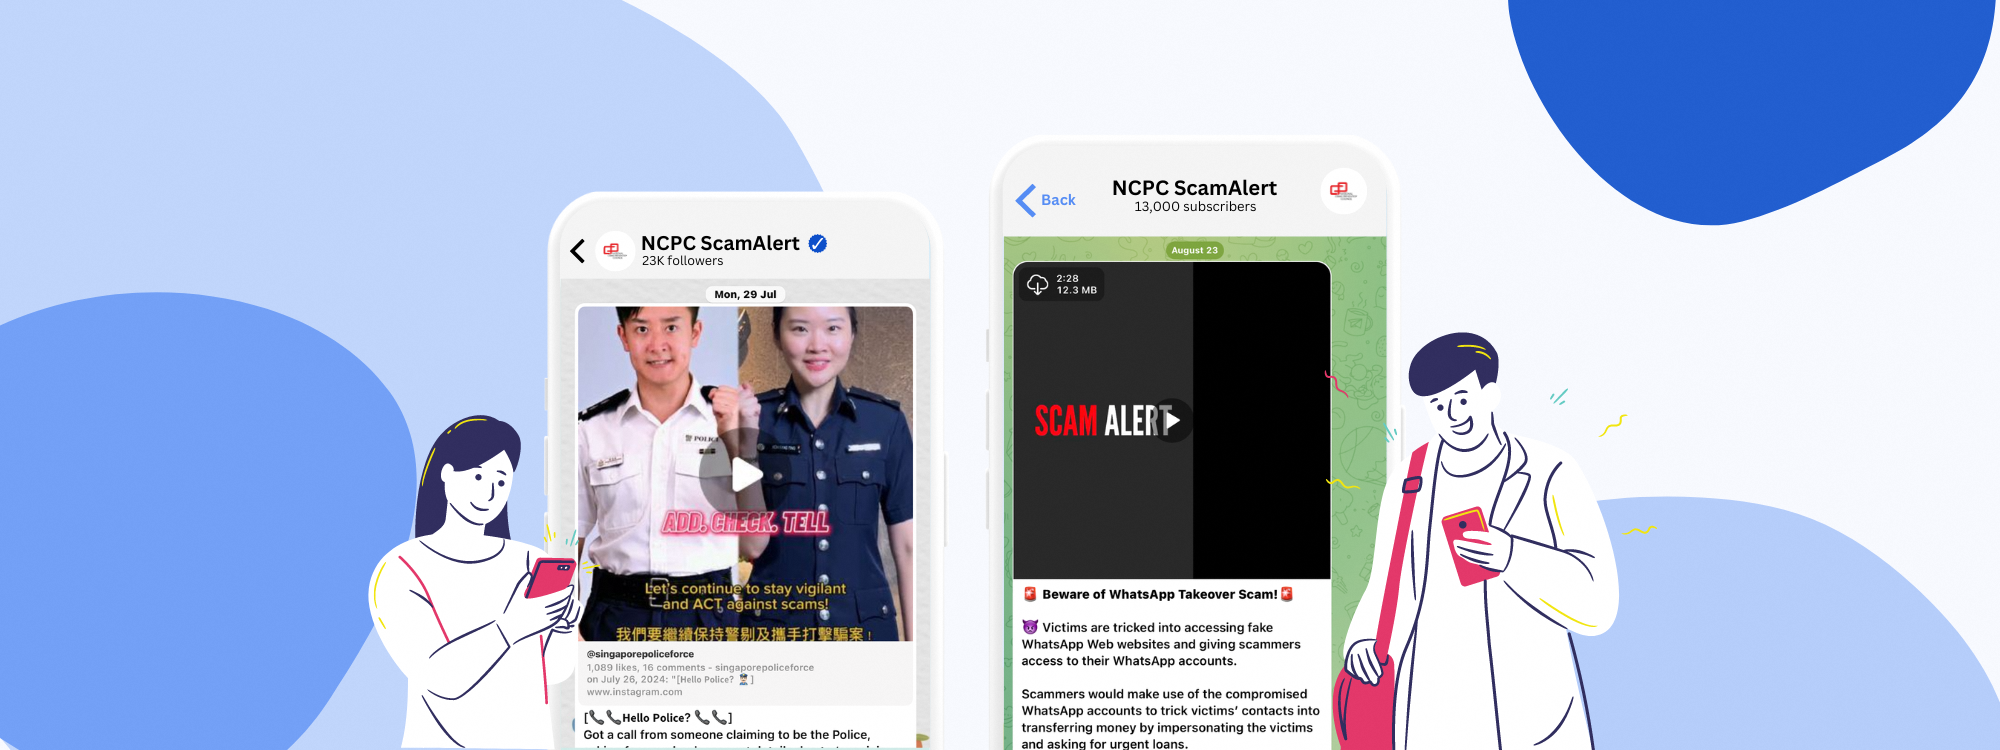 NCPC ScamAlert
23K followers
Mon, 29 Jul
POLICE
ADD, CHECK, TELL
Let's continue to stay vigilant
and ACT against scams!
我們要繼續保持警剔及攜手打擊騙案！
@singaporepoliceforce
1,089 likes, 16 comments - singaporepoliceforce
on July 26, 2024: "[Hello Police? 👮🏻]
www.instagram.com
[📞📞Hello Police? 📞📞]
Got a call from someone claiming to be the Police,
Back
NCPC ScamAlert
13,000 subscribers
August 23
2:28
12.3 MB
SCAM ALERT
🚨 Beware of WhatsApp Takeover Scam!🚨
😈 Victims are tricked into accessing fake
WhatsApp Web websites and giving scammers
access to their WhatsApp accounts.
Scammers would make use of the compromised
WhatsApp accounts to trick victims' contacts into
transferring money by impersonating the victims
and asking for urgent loans.